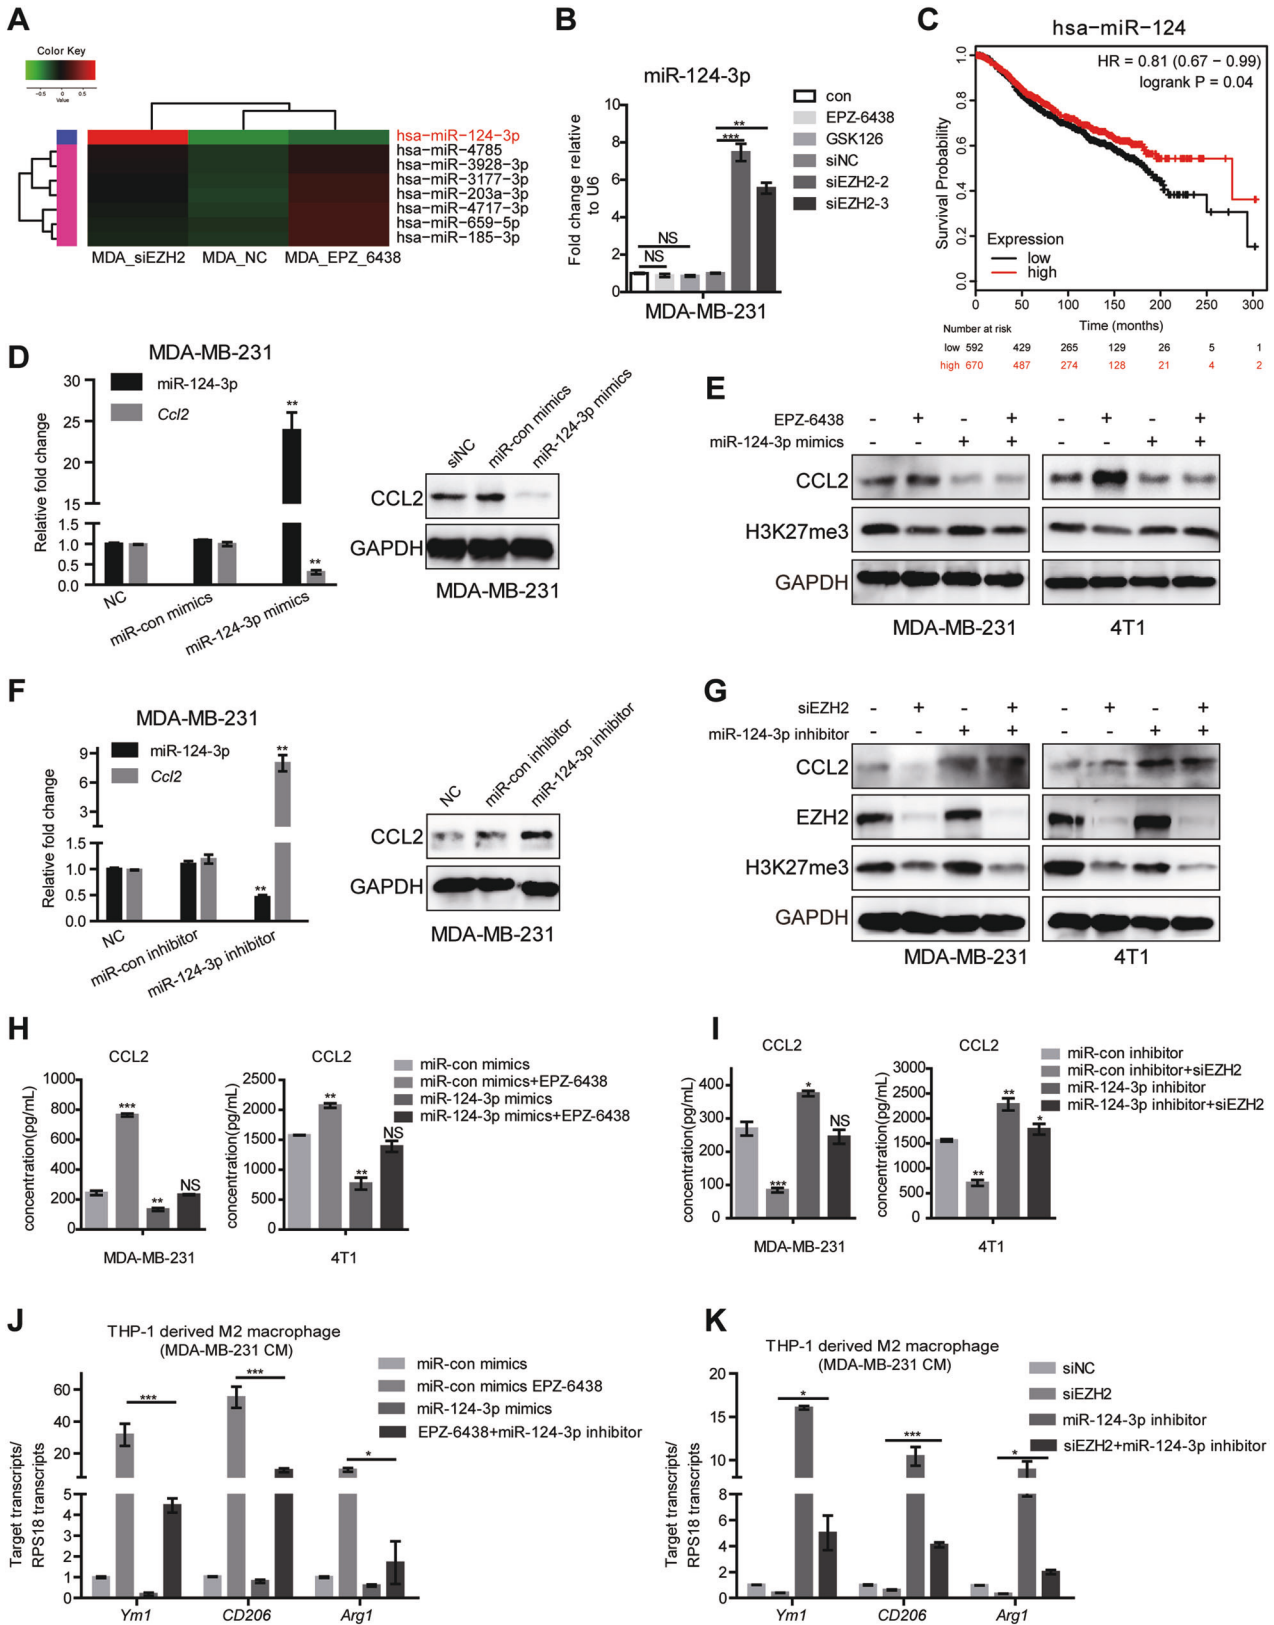 A
Color Key
−0.5 0 0.5
Value
hsa−miR−124−3p
hsa−miR−4785
hsa−miR−3928−3p
hsa−miR−3177−3p
hsa−miR−203a−3p
hsa−miR−4717−3p
hsa−miR−659−5p
hsa−miR−185−3p
MDA_siEZH2 MDA_NC MDA_EPZ_6438
B
miR-124-3p
Fold change relative
to U6
10
8
6
4
2
0
NS
NS
***
**
MDA-MB-231
con
EPZ-6438
GSK126
siNC
siEZH2-2
siEZH2-3
C
hsa−miR−124
HR = 0.81 (0.67 − 0.99)
logrank P = 0.04
Survival Probability
1.0
0.8
0.6
0.4
0.2
0.0
Expression
low
high
0 50 100 150 200 250 300
Time (months)
Number at risk
low 592 429 265 129 26 5 1
high 670 487 274 128 21 4 2
D
MDA-MB-231
miR-124-3p
Ccl2
Relative fold change
30
25
20
15
1.5
1.0
0.5
0.0
**
**
NC
miR-con mimics
miR-124-3p mimics
siNC
miR-con mimics
miR-124-3p mimics
CCL2
GAPDH
MDA-MB-231
E
EPZ-6438 - + - + - + - +
miR-124-3p mimics - - + + - - + +
CCL2
H3K27me3
GAPDH
MDA-MB-231 4T1
F
MDA-MB-231
miR-124-3p
Ccl2
Relative fold change
9
6
3
1.5
1.0
0.5
0.0
**
**
NC
miR-con inhibitor
miR-124-3p inhibitor
NC
miR-con inhibitor
miR-124-3p inhibitor
CCL2
GAPDH
MDA-MB-231
G
siEZH2 - + - + - + - +
miR-124-3p inhibitor - - + + - - + +
CCL2
EZH2
H3K27me3
GAPDH
MDA-MB-231 4T1
H
CCL2
concentration(pg/mL)
1000
800
600
400
200
0
***
**
NS
MDA-MB-231
CCL2
concentration(pg/mL)
2500
2000
1500
1000
500
0
**
**
NS
4T1
miR-con mimics
miR-con mimics+EPZ-6438
miR-124-3p mimics
miR-124-3p mimics+EPZ-6438
I
CCL2
concentration(pg/mL)
400
300
200
100
0
***
*
NS
MDA-MB-231
CCL2
concentration(pg/mL)
3000
2500
2000
1500
1000
500
0
**
**
*
4T1
miR-con inhibitor
miR-con inhibitor+siEZH2
miR-124-3p inhibitor
miR-124-3p inhibitor+siEZH2
J
THP-1 derived M2 macrophage
(MDA-MB-231 CM)
Target transcripts/
RPS18 transcripts
60
40
20
5
4
3
2
1
0
***
***
*
Ym1 CD206 Arg1
miR-con mimics
miR-con mimics EPZ-6438
miR-124-3p mimics
EPZ-6438+miR-124-3p inhibitor
K
THP-1 derived M2 macrophage
(MDA-MB-231 CM)
Target transcripts/
RPS18 transcripts
20
15
10
8
6
4
2
0
*
***
*
Ym1 CD206 Arg1
siNC
siEZH2
miR-124-3p inhibitor
siEZH2+miR-124-3p inhibitor